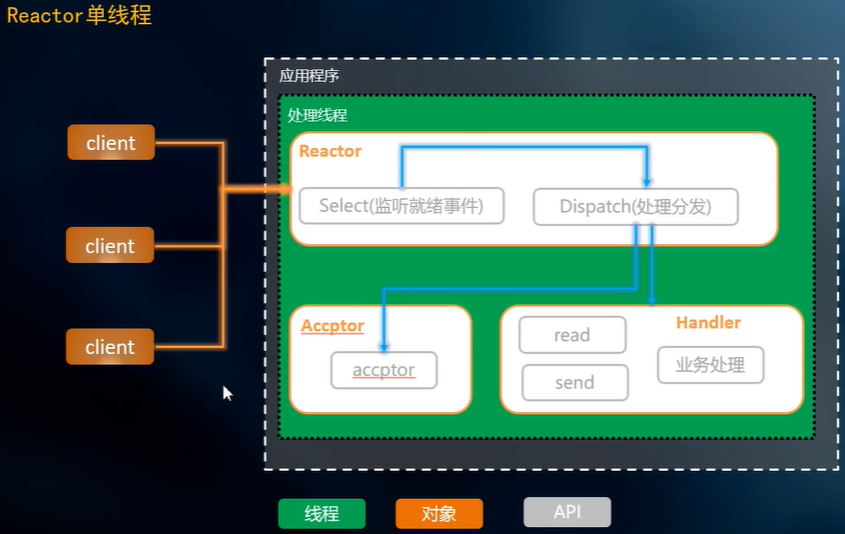 Reactor单线程
应用程序
处理线程
client
client
client
Reactor
Select(监听就绪事件)
Dispatch(处理分发)
Accptor
accptor
Handler
read
send
业务处理
线程
对象
API